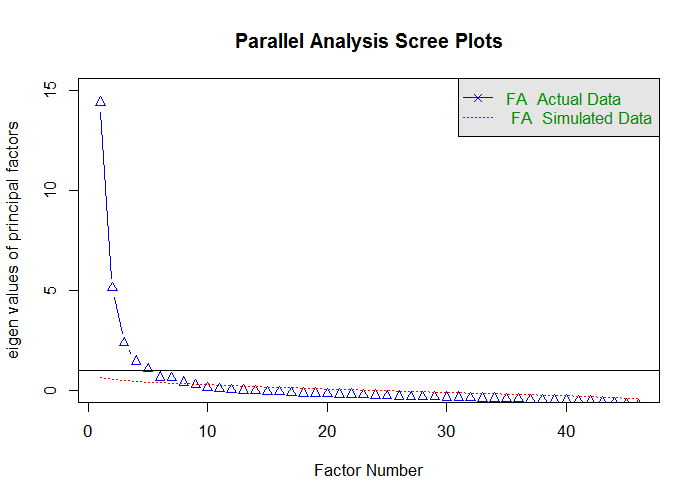 Parallel Analysis Scree Plots
FA Actual Data
FA Simulated Data
eigen values of principal factors
15
10
5
0
0 10 20 30 40
Factor Number